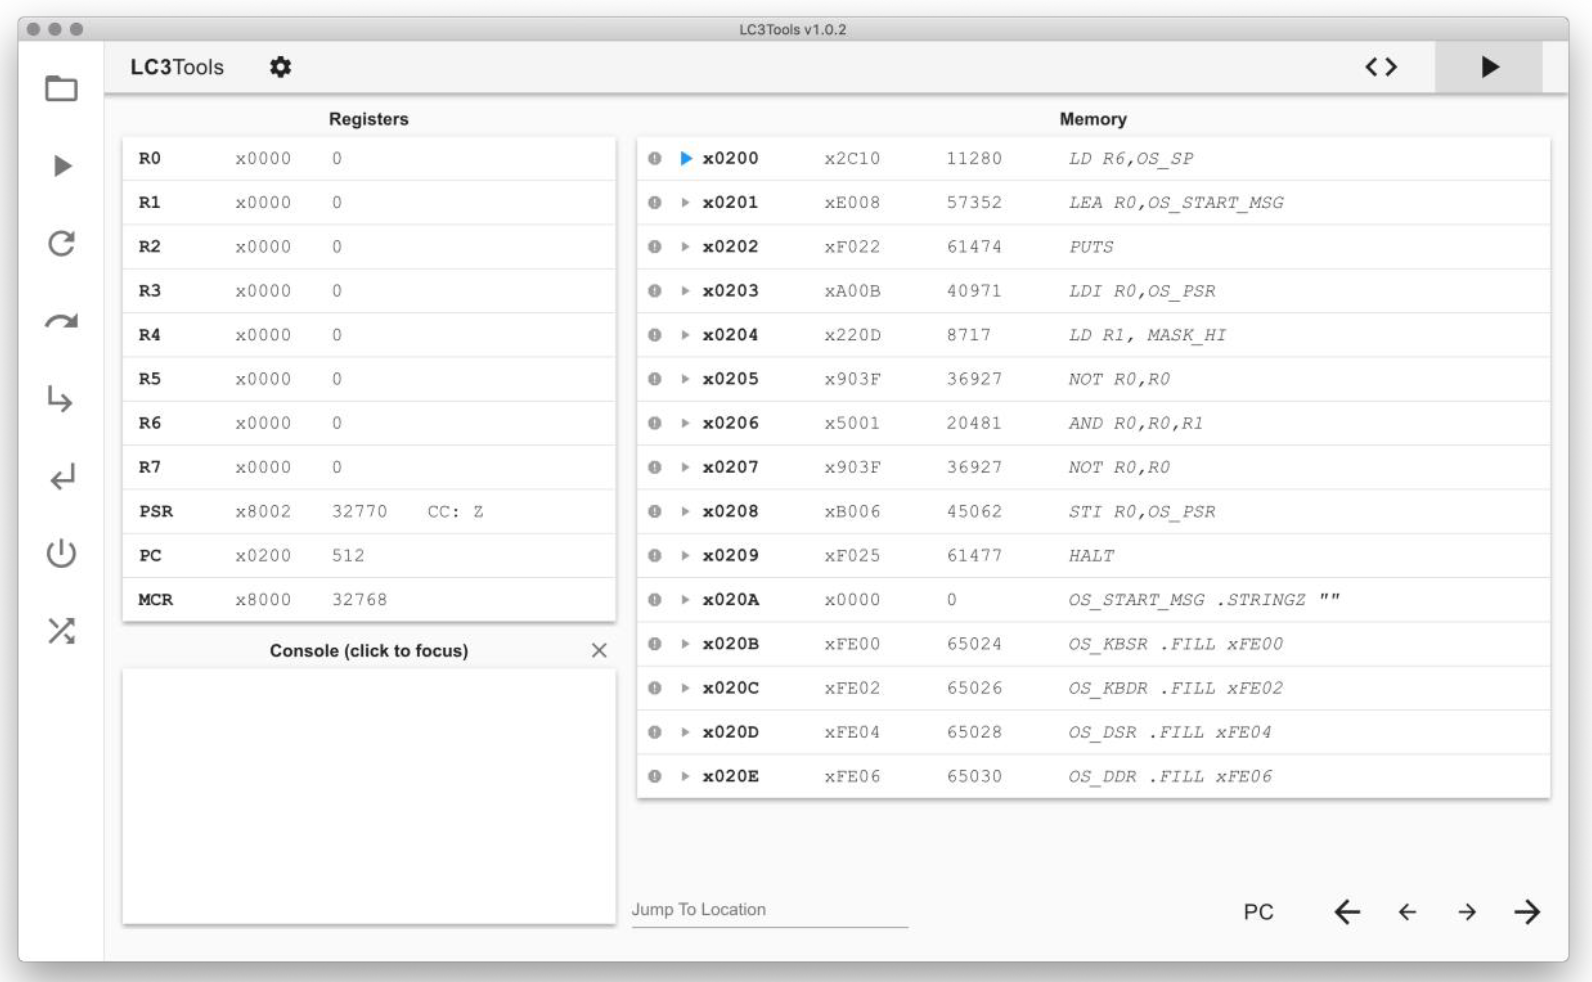 LC3Tools v1.0.2
LC3Tools
Registers
R0 x0000 0
R1 x0000 0
R2 x0000 0
R3 x0000 0
R4 x0000 0
R5 x0000 0
R6 x0000 0
R7 x0000 0
PSR x8002 32770 CC: Z
PC x0200 512
MCR x8000 32768
Console (click to focus)
Memory
x0200 x2C10 11280 LD R6,OS_SP
x0201 xE008 57352 LEA R0,OS_START_MSG
x0202 xF022 61474 PUTS
x0203 xA00B 40971 LDI R0,OS_PSR
x0204 x220D 8717 LD R1, MASK_HI
x0205 x903F 36927 NOT R0,R0
x0206 x5001 20481 AND R0,R0,R1
x0207 x903F 36927 NOT R0,R0
x0208 xB006 45062 STI R0,OS_PSR
x0209 xF025 61477 HALT
x020A x0000 0 OS_START_MSG .STRINGZ ""
x020B xFE00 65024 OS_KBSR .FILL xFE00
x020C xFE02 65026 OS_KBDR .FILL xFE02
x020D xFE04 65028 OS_DSR .FILL xFE04
x020E xFE06 65030 OS_DDR .FILL xFE06
Jump To Location
PC